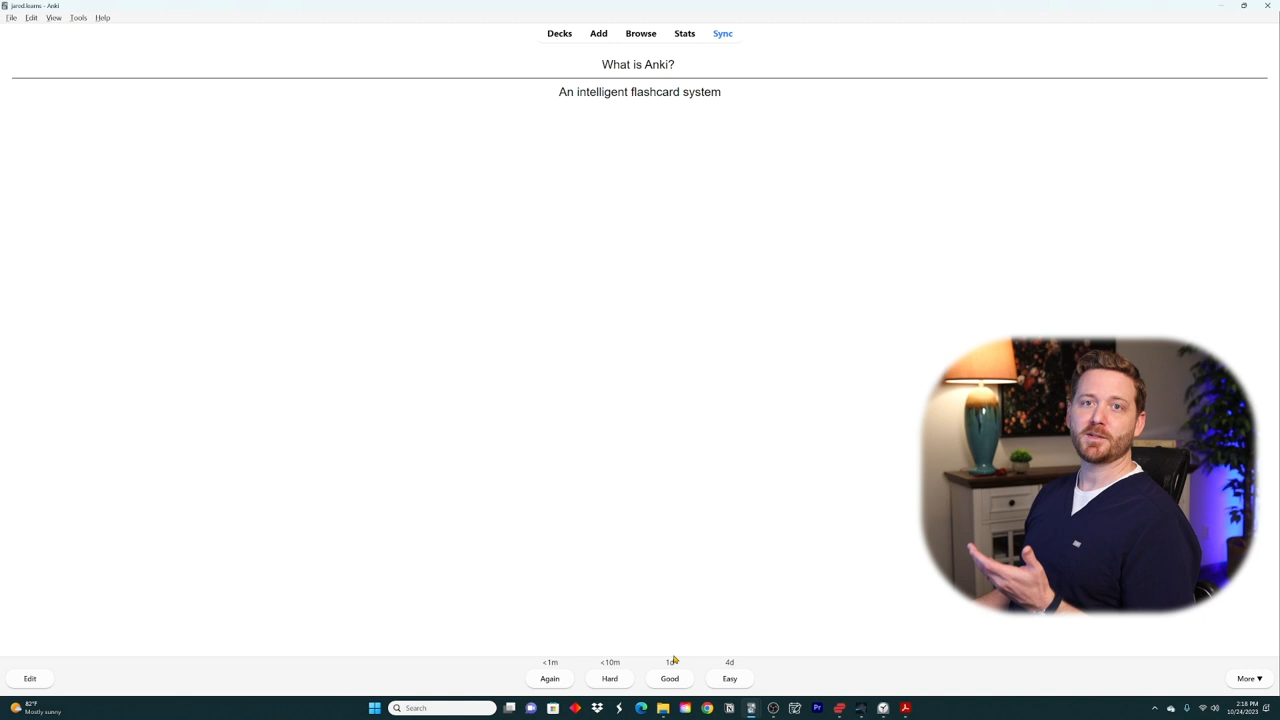 jarod.learns - Anki
File Edit View Tools Help
Decks Add Browse Stats Sync
What is Anki?
An intelligent flashcard system
<1m <10m 1d 4d
Edit Again Hard Good Easy More ▼
82°F
Mostly sunny
Search
2:18 PM
10/24/2023